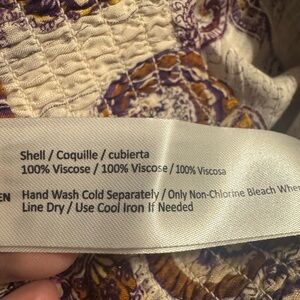 Shell / Coquille / cubierta
100% Viscose / 100% Viscose / 100% Viscosa
EN Hand Wash Cold Separately / Only Non-Chlorine Bleach When
Line Dry / Use Cool Iron If Needed